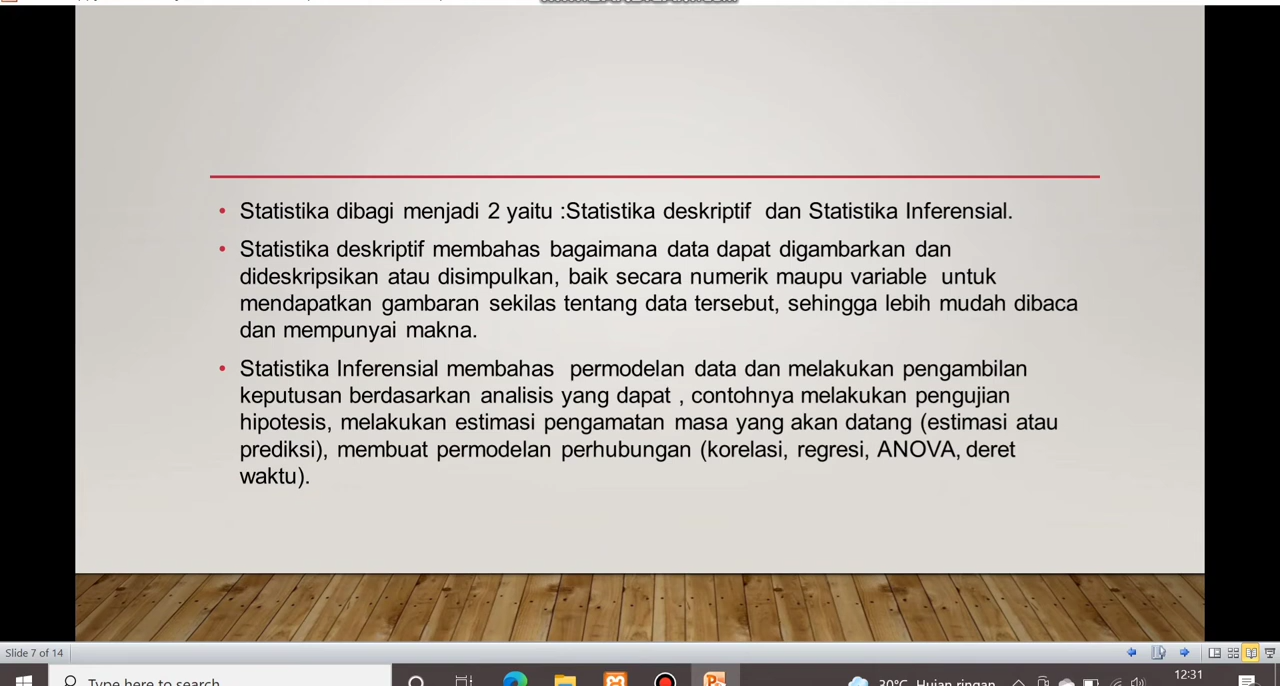 • Statistika dibagi menjadi 2 yaitu :Statistika deskriptif dan Statistika Inferensial.
• Statistika deskriptif membahas bagaimana data dapat digambarkan dan
dideskripsikan atau disimpulkan, baik secara numerik maupu variable untuk
mendapatkan gambaran sekilas tentang data tersebut, sehingga lebih mudah dibaca
dan mempunyai makna.
• Statistika Inferensial membahas permodelan data dan melakukan pengambilan
keputusan berdasarkan analisis yang dapat , contohnya melakukan pengujian
hipotesis, melakukan estimasi pengamatan masa yang akan datang (estimasi atau
prediksi), membuat permodelan perhubungan (korelasi, regresi, ANOVA, deret
waktu).
Slide 7 of 14
Type here to search
30°C Hujan ringan
12:31